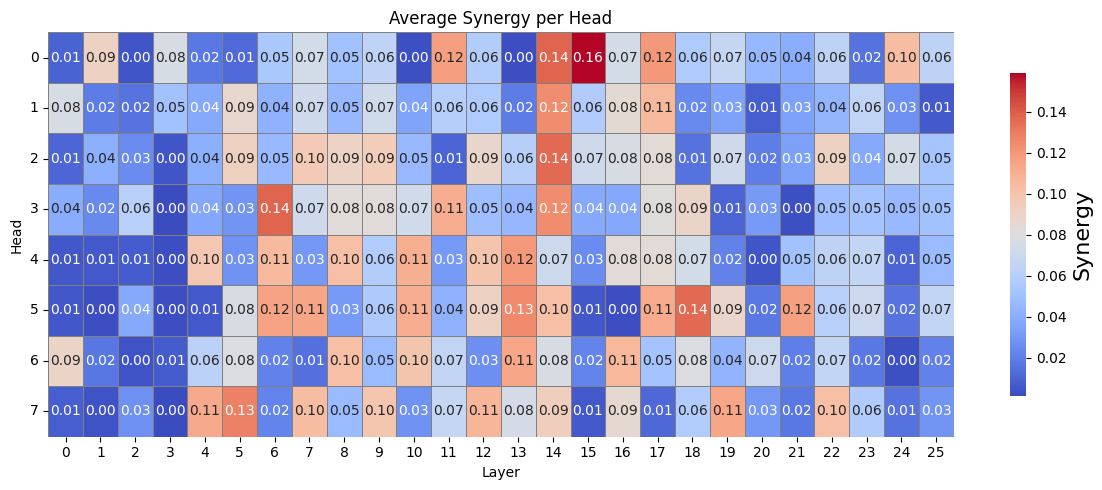 Average Synergy per Head
0 0.01 0.09 0.00 0.08 0.02 0.01 0.05 0.07 0.05 0.06 0.00 0.12 0.06 0.00 0.14 0.16 0.07 0.12 0.06 0.07 0.05 0.04 0.06 0.02 0.10 0.06
1 0.08 0.02 0.02 0.05 0.04 0.09 0.04 0.07 0.05 0.07 0.04 0.06 0.06 0.02 0.12 0.06 0.08 0.11 0.02 0.03 0.01 0.03 0.04 0.06 0.03 0.01
2 0.01 0.04 0.03 0.00 0.04 0.09 0.05 0.10 0.09 0.09 0.05 0.01 0.09 0.06 0.14 0.07 0.08 0.08 0.01 0.07 0.02 0.03 0.09 0.04 0.07 0.05
3 0.04 0.02 0.06 0.00 0.04 0.03 0.14 0.07 0.08 0.08 0.07 0.11 0.05 0.04 0.12 0.04 0.04 0.08 0.09 0.01 0.03 0.00 0.05 0.05 0.05 0.05
4 0.01 0.01 0.01 0.00 0.10 0.03 0.11 0.03 0.10 0.06 0.11 0.03 0.10 0.12 0.07 0.03 0.08 0.08 0.07 0.02 0.00 0.05 0.06 0.07 0.01 0.05
5 0.01 0.00 0.04 0.00 0.01 0.08 0.12 0.11 0.03 0.06 0.11 0.04 0.09 0.13 0.10 0.01 0.00 0.11 0.14 0.09 0.02 0.12 0.06 0.07 0.02 0.07
6 0.09 0.02 0.00 0.01 0.06 0.08 0.02 0.01 0.10 0.05 0.10 0.07 0.03 0.11 0.08 0.02 0.11 0.05 0.08 0.04 0.07 0.02 0.07 0.02 0.00 0.02
7 0.01 0.00 0.03 0.00 0.11 0.13 0.02 0.10 0.05 0.10 0.03 0.07 0.11 0.08 0.09 0.01 0.09 0.01 0.06 0.11 0.03 0.02 0.10 0.06 0.01 0.03
0 1 2 3 4 5 6 7 8 9 10 11 12 13 14 15 16 17 18 19 20 21 22 23 24 25
Layer
Head
0.14
0.12
0.10
0.08
0.06
0.04
0.02
Synergy